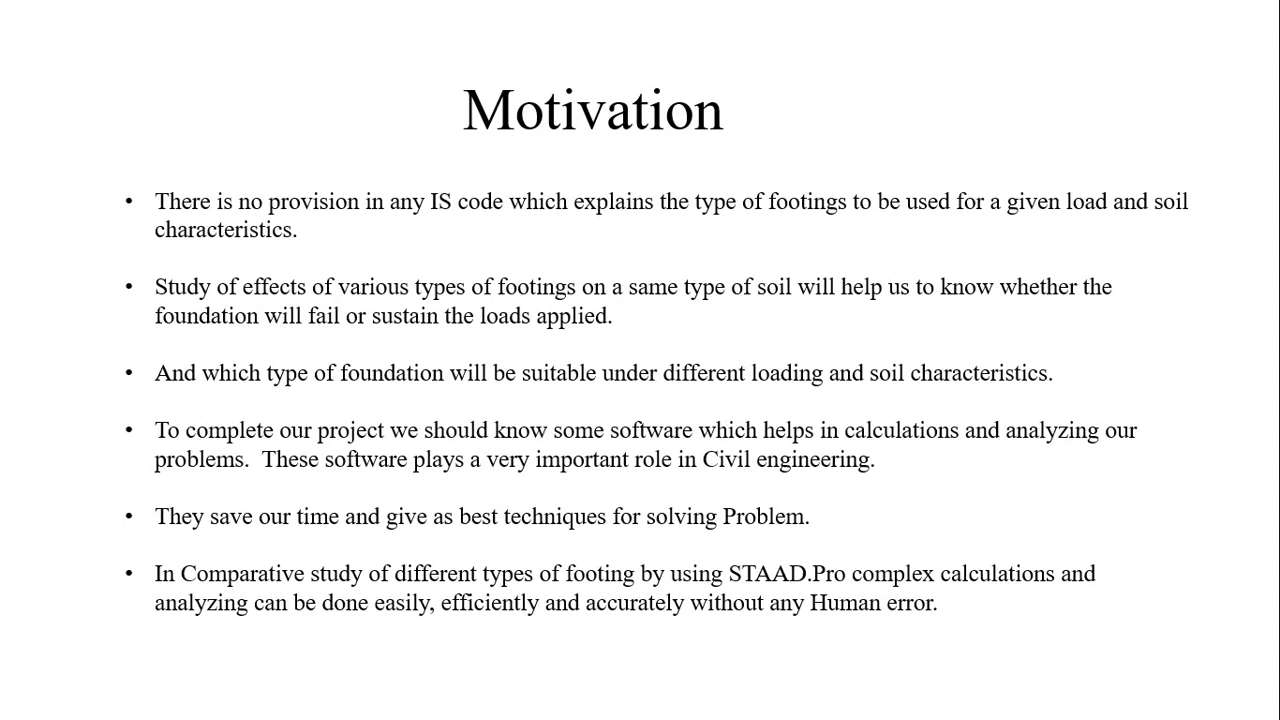 Motivation
• There is no provision in any IS code which explains the type of footings to be used for a given load and soil
characteristics.
• Study of effects of various types of footings on a same type of soil will help us to know whether the
foundation will fail or sustain the loads applied.
• And which type of foundation will be suitable under different loading and soil characteristics.
• To complete our project we should know some software which helps in calculations and analyzing our
problems.  These software plays a very important role in Civil engineering.
• They save our time and give as best techniques for solving Problem.
• In Comparative study of different types of footing by using STAAD.Pro complex calculations and
analyzing can be done easily, efficiently and accurately without any Human error.